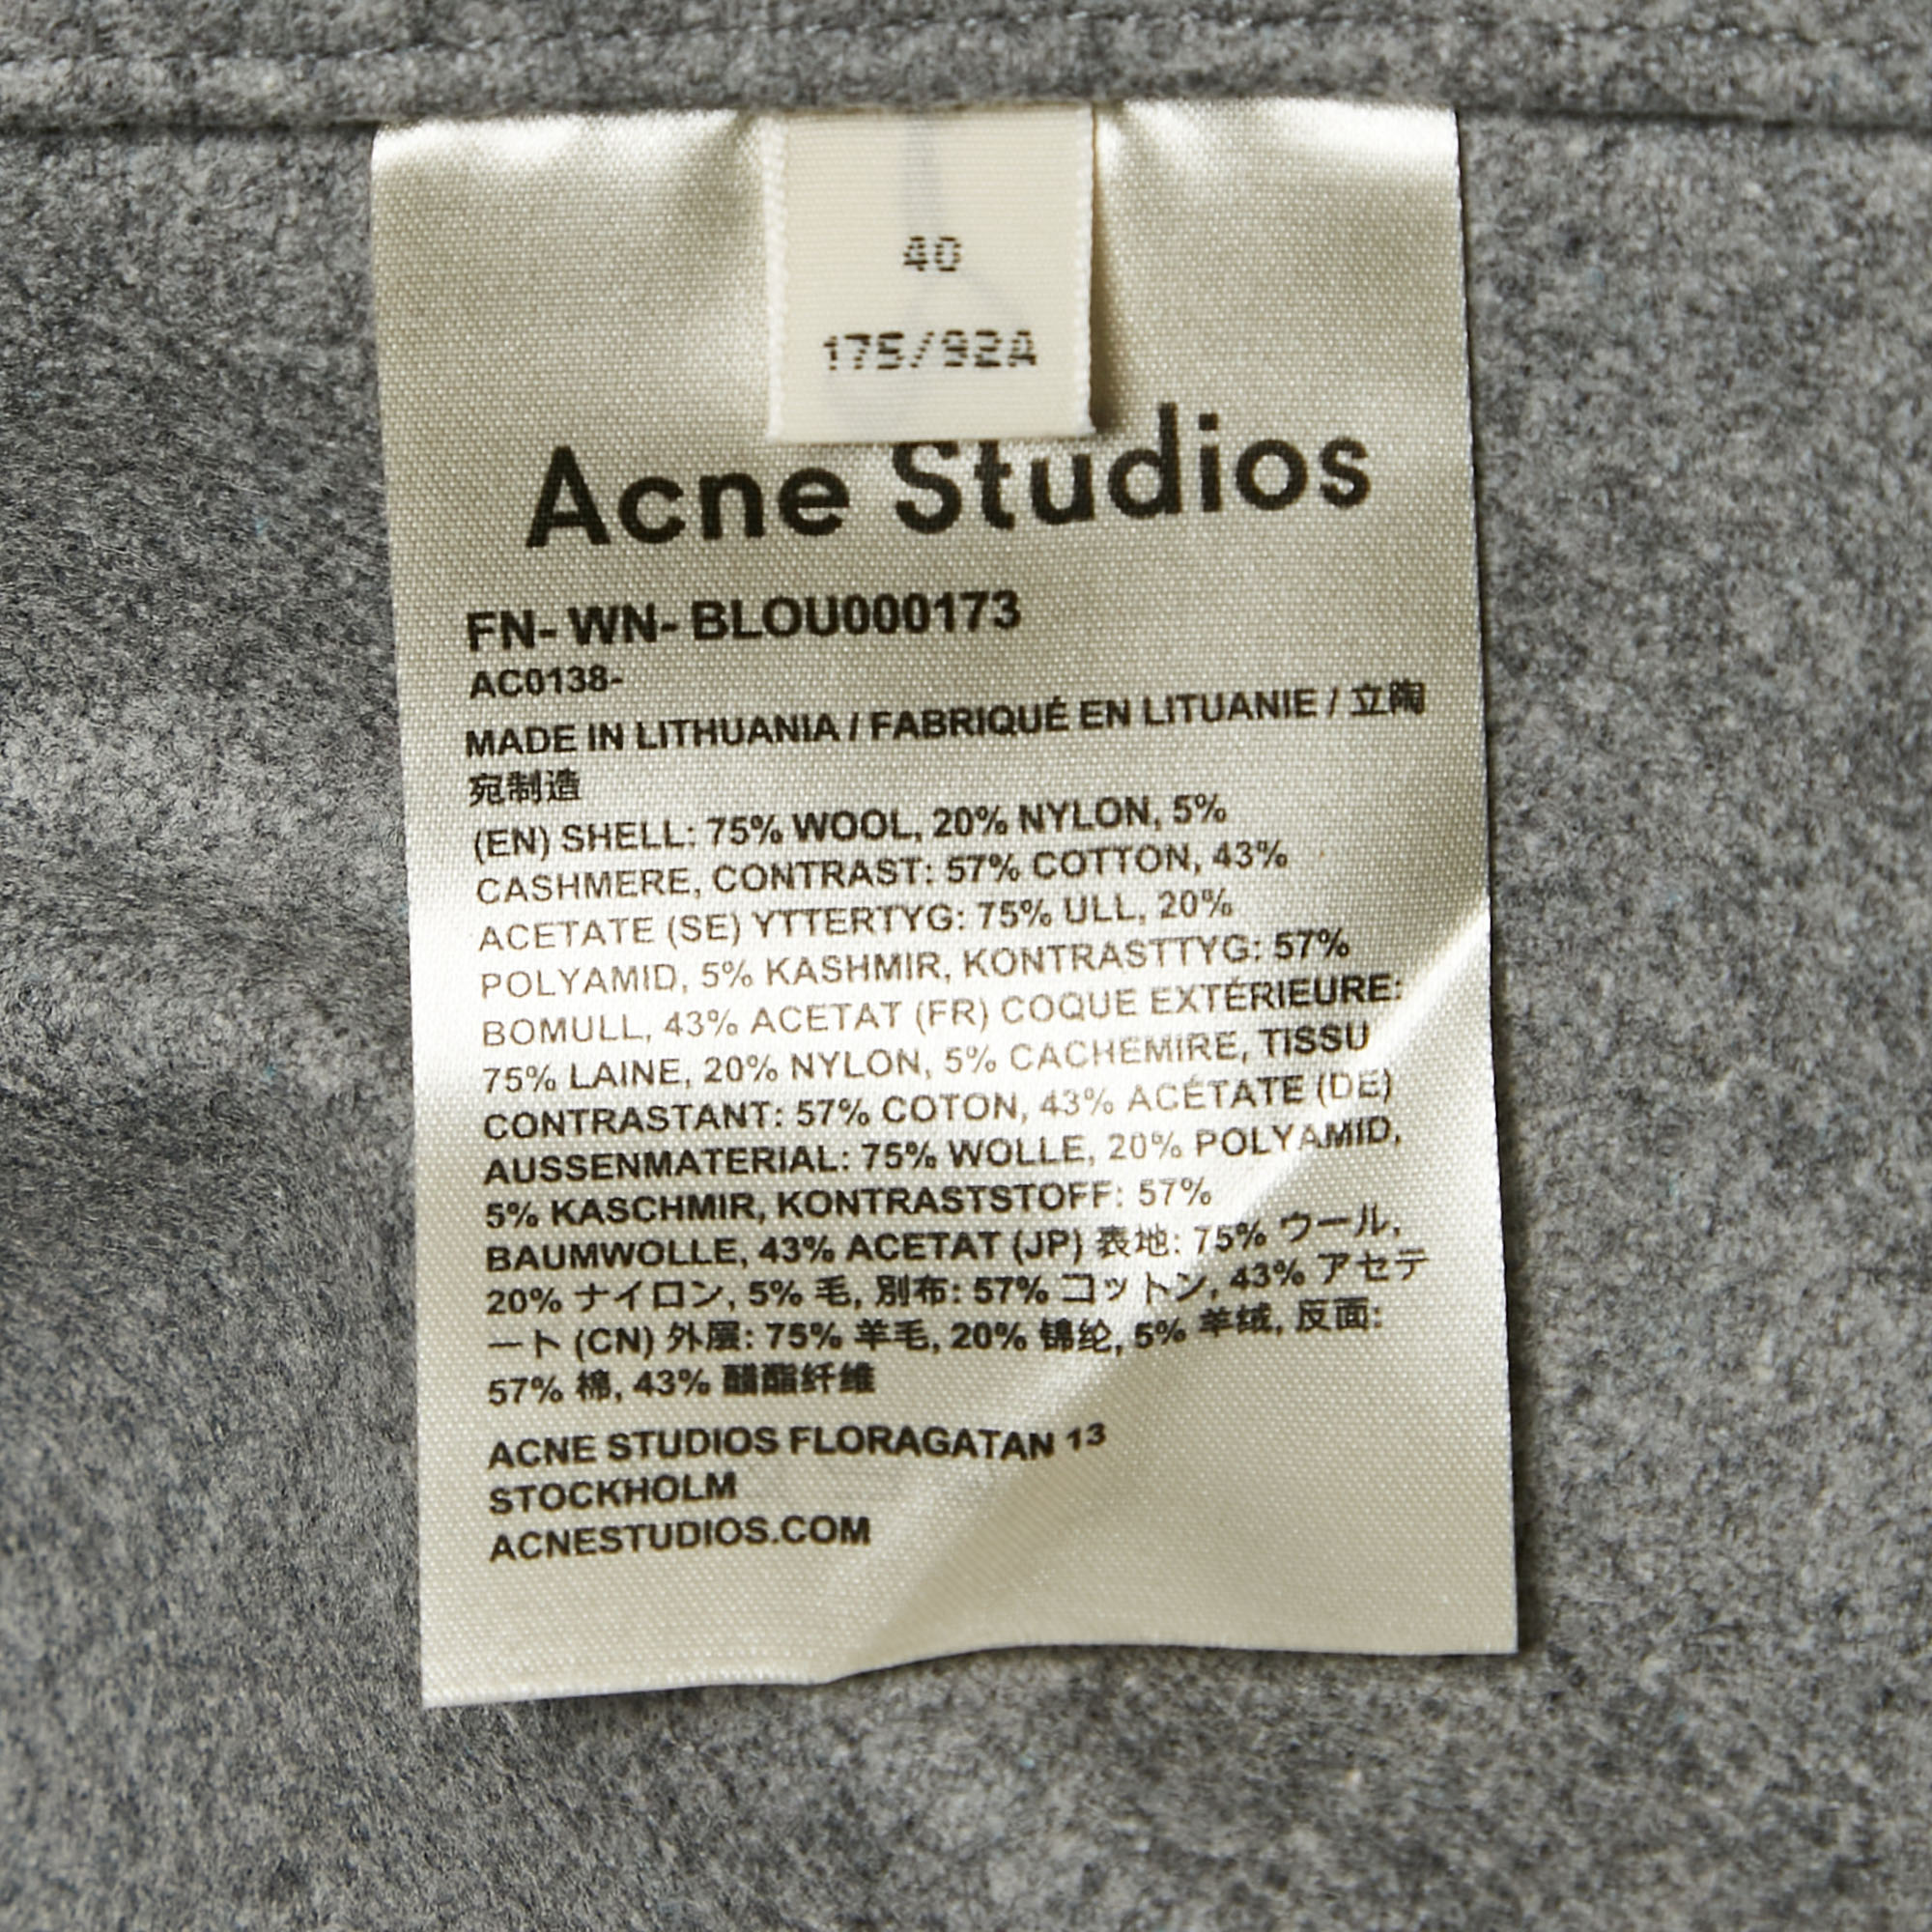 40
175/92A
Acne Studios
FN- WN- BLOU000173
AC0138-
MADE IN LITHUANIA / FABRIQUÉ EN LITUANIE / 立陶
宛制造
(EN) SHELL: 75% WOOL, 20% NYLON, 5%
CASHMERE, CONTRAST: 57% COTTON, 43%
ACETATE (SE) YTTERTYG: 75% ULL, 20%
POLYAMID, 5% KASHMIR, KONTRASTTYG: 57%
BOMULL, 43% ACETAT (FR) COQUE EXTÉRIEURE:
75% LAINE, 20% NYLON, 5% CACHEMIRE, TISSU
CONTRASTANT: 57% COTON, 43% ACÉTATE (DE)
AUSSENMATERIAL: 75% WOLLE, 20% POLYAMID,
5% KASCHMIR, KONTRASTSTOFF: 57%
BAUMWOLLE, 43% ACETAT (JP) 表地: 75% ウール,
20% ナイロン, 5% 毛, 別布: 57% コットン, 43% アセテ
ート (CN) 外层: 75% 羊毛, 20% 锦纶, 5% 羊绒, 反面:
57% 棉, 43% 醋酯纤维
ACNE STUDIOS FLORAGATAN 13
STOCKHOLM
ACNESTUDIOS.COM